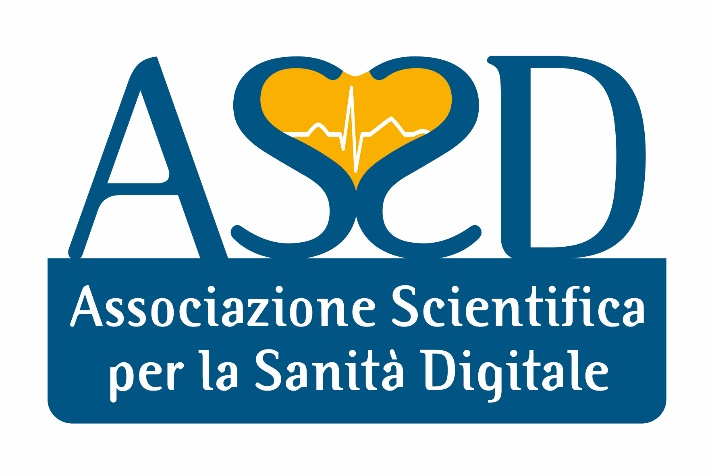 ASSD
Associazione Scientifica
per la Sanità Digitale